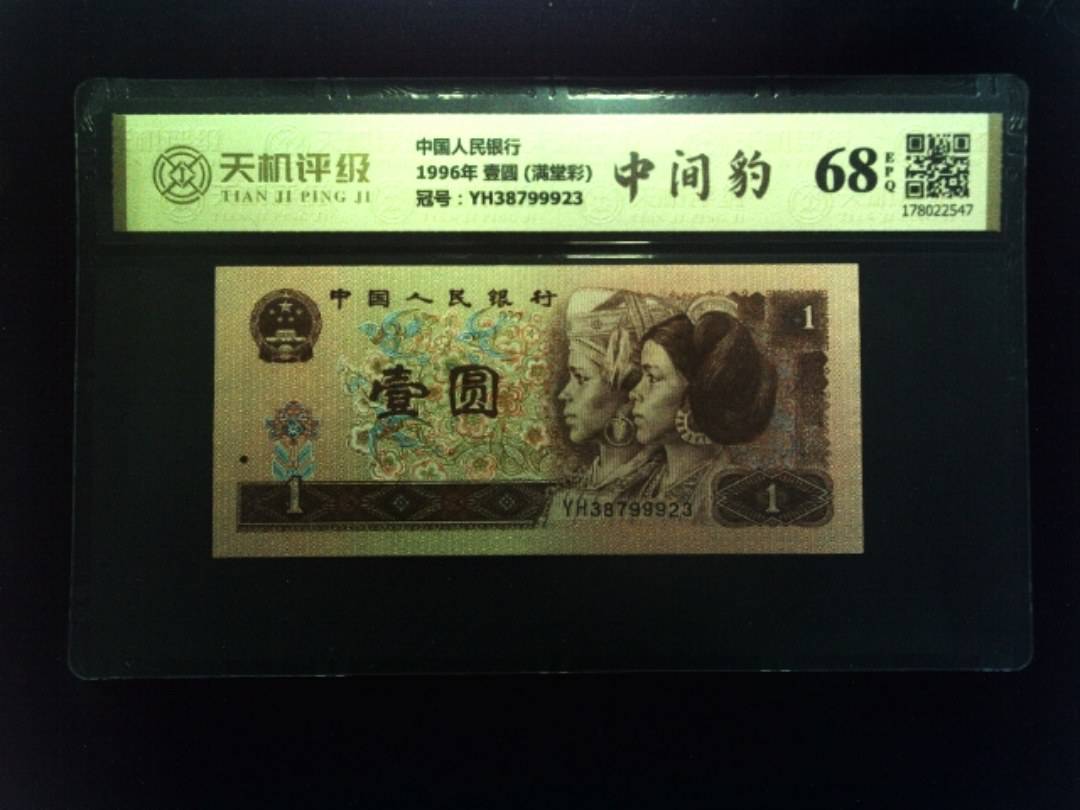 天机评级
TIAN JI PING JI
中国人民银行
1996年 壹圆 (满堂彩)
冠号：YH38799923
中间豹
68
EPQ
178022547
中国人民银行
1
壹圆
1
YH38799923
1